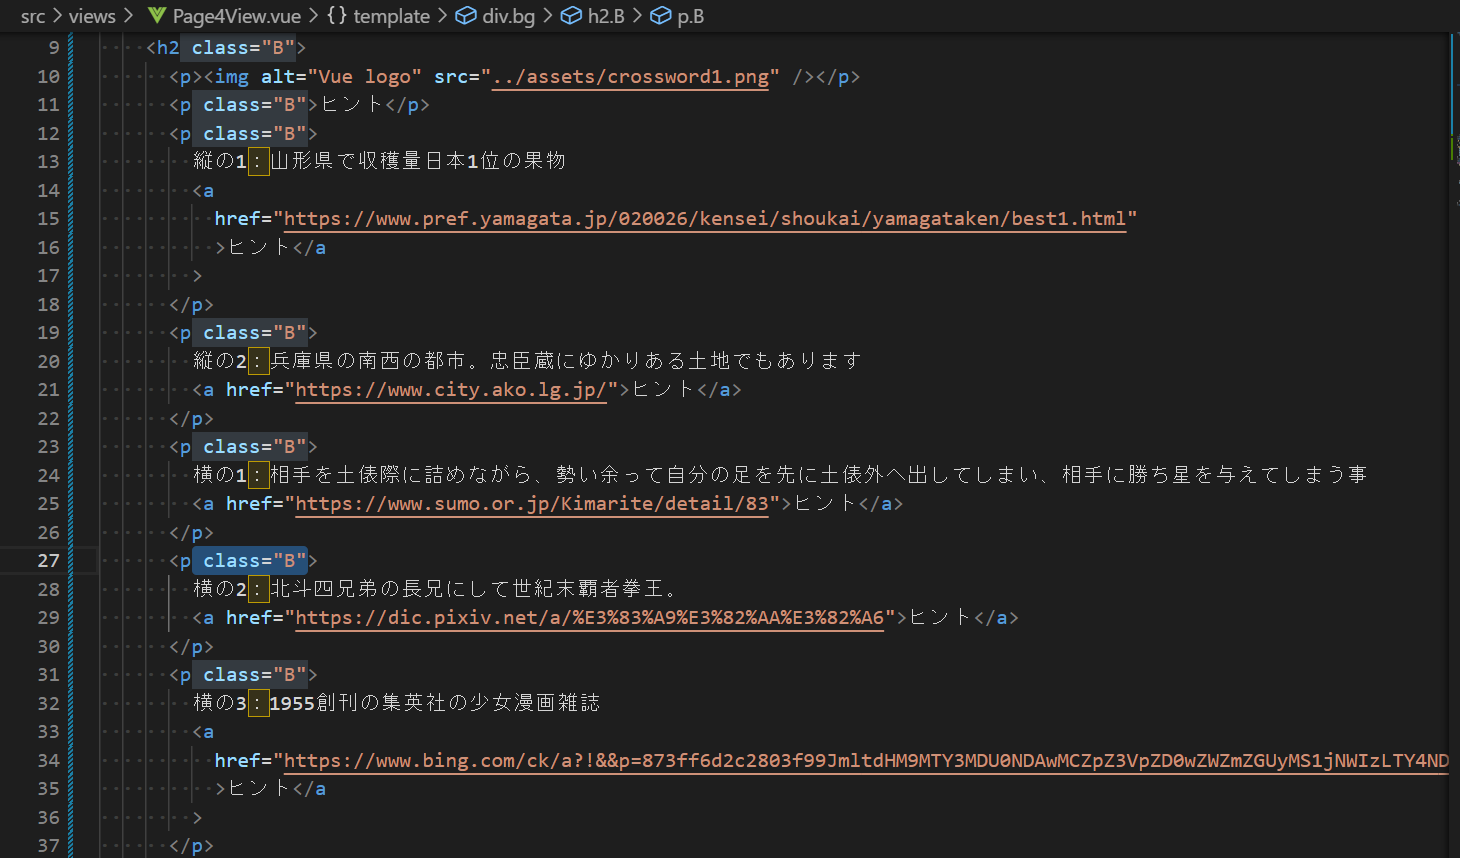 src > views > Page4View.vue > {} template > div.bg > h2.B > p.B
9 <h2 class="B">
10 <p><img alt="Vue logo" src="../assets/crossword1.png" /></p>
11 <p class="B">ヒント</p>
12 <p class="B">
13 縦の1：山形県で収穫量日本1位の果物
14 <a
15 href="https://www.pref.yamagata.jp/020026/kensei/shoukai/yamagataken/best1.html"
16 >ヒント</a
17 >
18 </p>
19 <p class="B">
20 縦の2：兵庫県の南西の都市。忠臣蔵にゆかりある土地でもあります
21 <a href="https://www.city.ako.lg.jp/">ヒント</a>
22 </p>
23 <p class="B">
24 横の1：相手を土俵際に詰めながら、勢い余って自分の足を先に土俵外へ出してしまい、相手に勝ち星を与えてしまう事
25 <a href="https://www.sumo.or.jp/Kimarite/detail/83">ヒント</a>
26 </p>
27 <p class="B">
28 横の2：北斗四兄弟の長兄にして世紀末覇者拳王。
29 <a href="https://dic.pixiv.net/a/%E3%83%A9%E3%82%AA%E3%82%A6">ヒント</a>
30 </p>
31 <p class="B">
32 横の3：1955創刊の集英社の少女漫画雑誌
33 <a
34 href="https://www.bing.com/ck/a?!&&p=873ff6d2c2803f99JmltdHM9MTY3MDU0NDAwMCZpZ3VpZD0wZWZmZGUyMS1jNWIzLTY4ND
35 >ヒント</a
36 >
37 </p>